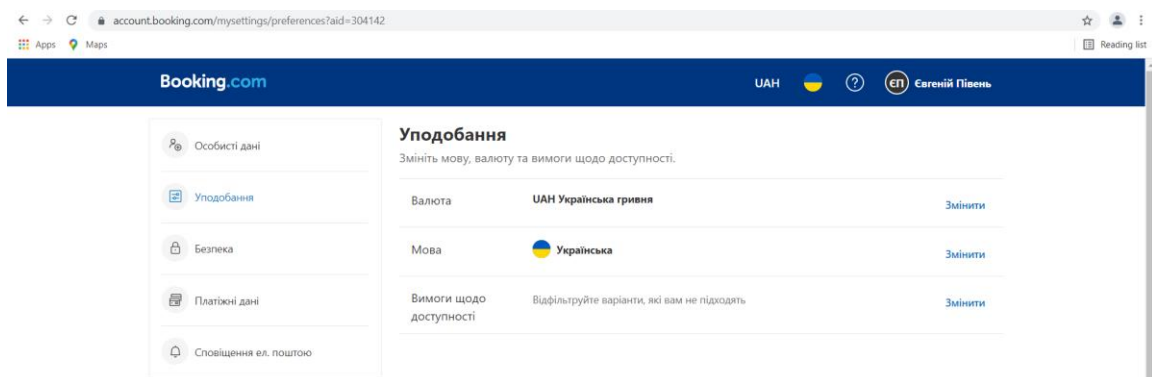 account.booking.com/mysettings/preferences?aid=304142
Apps Maps Reading list
Booking.com UAH ? ЄП Євгеній Півень
Особисті дані
Уподобання
Безпека
Платіжні дані
Сповіщення ел. поштою
Уподобання
Змініть мову, валюту та вимоги щодо доступності.
Валюта UAH Українська гривня Змінити
Мова Українська Змінити
Вимоги щодо доступності Відфільтруйте варіанти, які вам не підходять Змінити